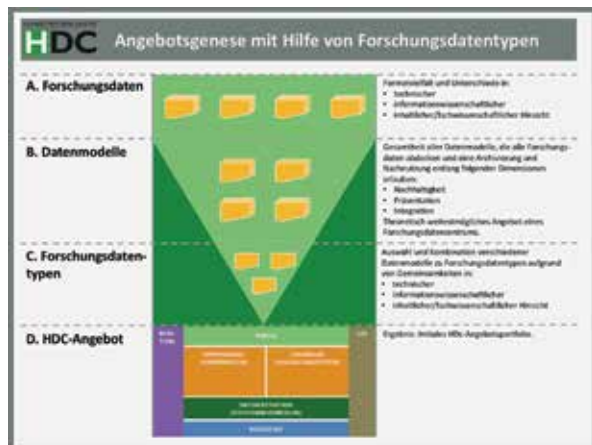 HDC
Angebotsgenese mit Hilfe von Forschungsdatentypen
A. Forschungsdaten
Formenvielfalt und Unterschiede in
• technischer
• informationswissenschaftlicher
• inhaltlicher/fachwissenschaftlicher Hinsicht
B. Datenmodelle
Gesamtheit aller Datenmodelle, die alle Forschungs-
daten abdecken und eine Archivierung und
Nachnutzung entlang folgender Dimensionen
erlauben:
• Nachhaltigkeit
• Präsentation
• Integration
Theoretisch weitestmögliches Angebot eines
Forschungsdatenzentrums.
C. Forschungsdaten-
typen
Auswahl und Kombination verschiedener
Datenmodelle zu Forschungsdatentypen aufgrund
von Gemeinsamkeiten in:
• technischer
• informationswissenschaftlicher
• inhaltlicher/fachwissenschaftlicher Hinsicht
D. HDC-Angebot
Ergebnis: Initiales HDC-Angebotsportfolio.